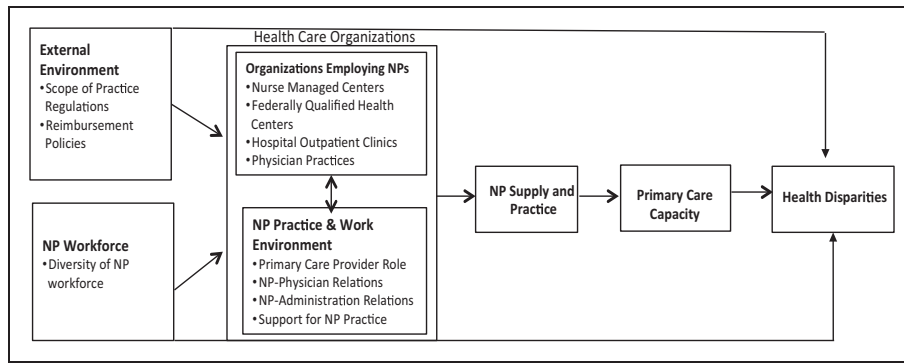 Health Care Organizations
External
Environment
•Scope of Practice
Regulations
•Reimbursement
Policies
NP Workforce
•Diversity of NP
workforce
Organizations Employing NPs
•Nurse Managed Centers
•Federally Qualified Health
Centers
•Hospital Outpatient Clinics
•Physician Practices
NP Practice & Work
Environment
•Primary Care Provider Role
•NP-Physician Relations
•NP-Administration Relations
•Support for NP Practice
NP Supply and
Practice
Primary Care
Capacity
Health Disparities